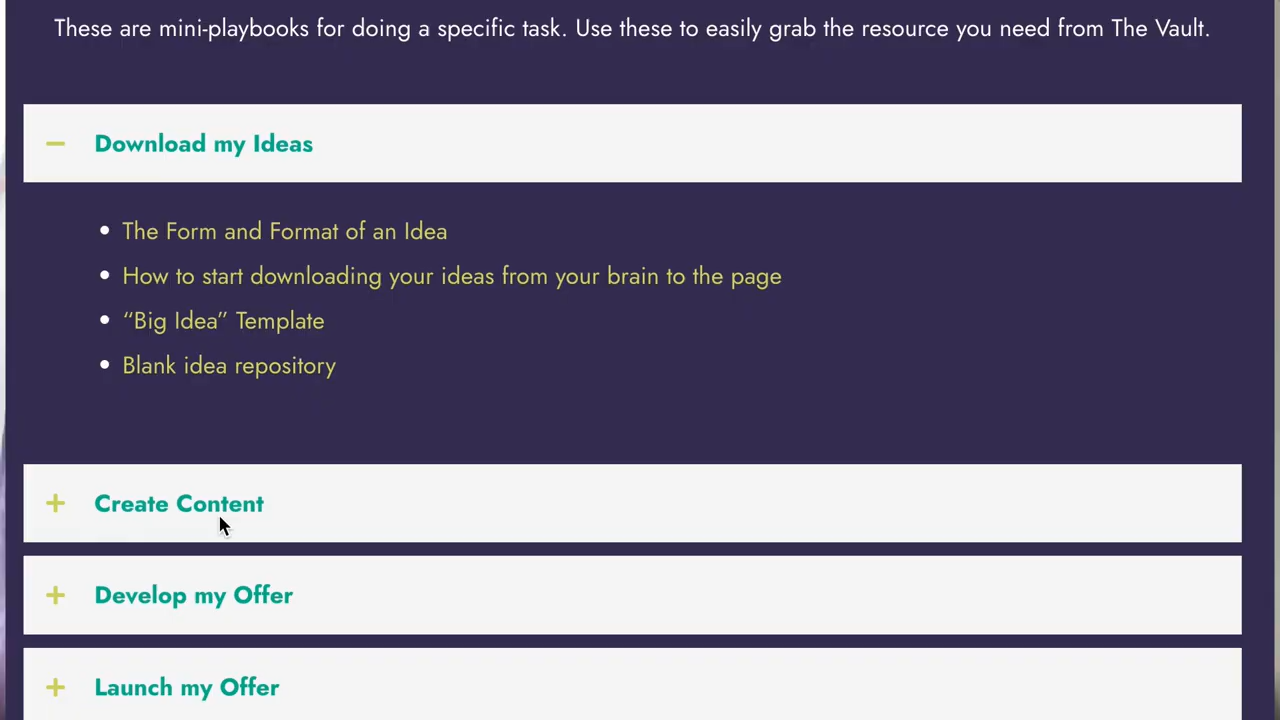 These are mini-playbooks for doing a specific task. Use these to easily grab the resource you need from The Vault.
Download my Ideas
The Form and Format of an Idea
How to start downloading your ideas from your brain to the page
“Big Idea” Template
Blank idea repository
Create Content
Develop my Offer
Launch my Offer